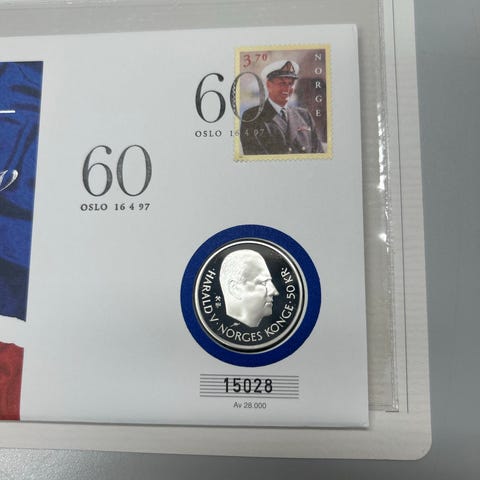 3.70
NORGE
60
OSLO 16 4 97
60
OSLO 16 4 97
HARALD V · NORGES KONGE · 50 KR ·
15028
Av 28.000